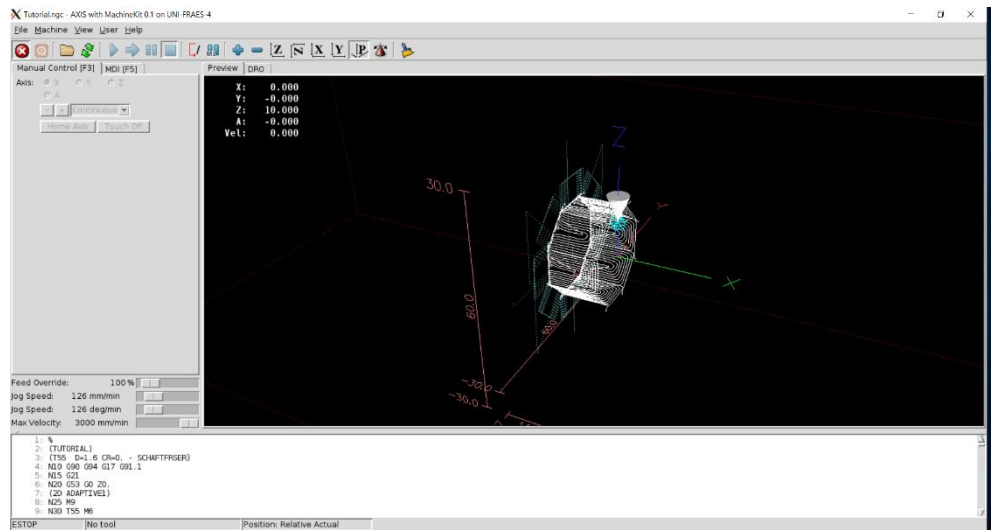 Tutorial.ngc - AXIS with MachineKit 0.1 on UNI-FRAES-4
File Machine View User Help
Manual Control [F3] MDI [F5]
Preview DRO
Axis: X Y Z
A
- + Continuous
Home Axis Touch Off
X: 0.000
Y: -0.000
Z: 10.000
A: -0.000
Vel: 0.000
Z
Y
X
30.0
60.0
50.0
-30.0
-30.0
Feed Override: 100 %
Jog Speed: 126 mm/min
Jog Speed: 126 deg/min
Max Velocity: 3000 mm/min
1: %
2: (TUTORIAL)
3: (T55 D=1.6 CR=0. - SCHAFTFRSER)
4: N10 G90 G94 G17 G91.1
5: N15 G21
6: N20 G53 G0 Z0.
7: (2D ADAPTIVE1)
8: N25 M9
9: N30 T55 M6
ESTOP No tool Position: Relative Actual